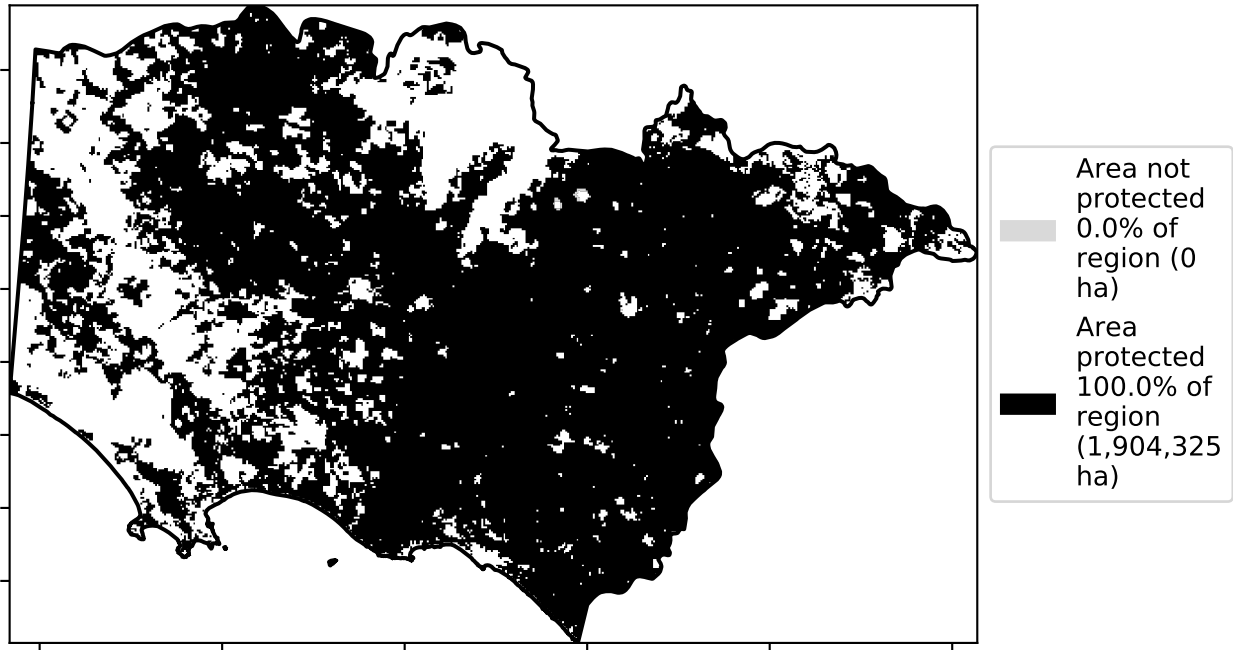 Area not
protected
0.0% of
region (0
ha)
Area
protected
100.0% of
region
(1,904,325
ha)